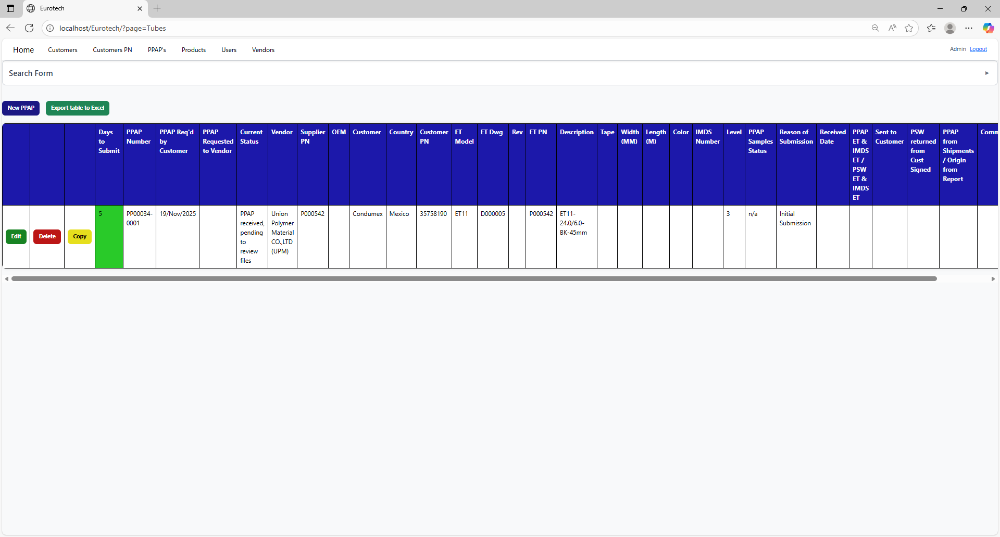 Eurotech
localhost/Eurotech/?page=Tubes
Home Customers Customers PN PPAP's Products Users Vendors Admin Logout
Search Form
New PPAP Export table to Excel
Days to Submit
PPAP Number
PPAP Req'd by Customer
PPAP Requested to Vendor
Current Status
Vendor
Supplier PN
OEM
Customer
Country
Customer PN
ET Model
ET Dwg
Rev
ET PN
Description
Tape
Width (MM)
Length (M)
Color
IMDS Number
Level
PPAP Samples Status
Reason of Submission
Received Date
PPAP ET & IMDS ET / PSW ET & IMDS ET
Sent to Customer
PSW returned from Cust Signed
PPAP from Shipments / Origin from Report
Comm
Edit
Delete
Copy
5
PP00034-0001
19/Nov/2025
PPAP received, pending to review files
Union Polymer Material CO.,LTD (UPM)
P000542
Condumex
Mexico
35758190
ET11
D000005
P000542
ET11-24.0/6.0-BK-45mm
3
n/a
Initial Submission